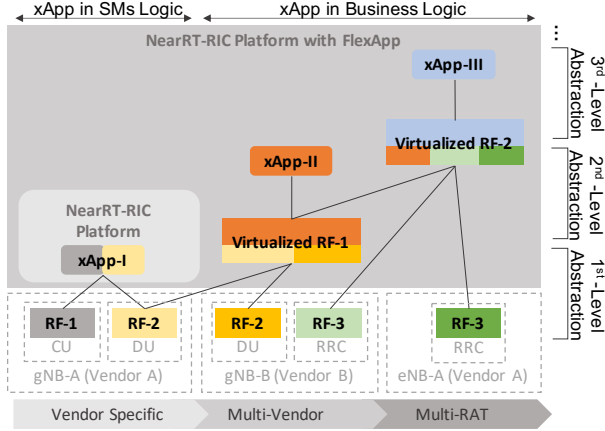 xApp in SMs Logic
xApp in Business Logic
NearRT-RIC Platform with FlexApp
...
xApp-III
3rd -Level
Abstraction
Virtualized RF-2
xApp-II
2nd -Level
Abstraction
NearRT-RIC
Platform
xApp-I
Virtualized RF-1
1st-Level
Abstraction
RF-1
RF-2
RF-2
RF-3
RF-3
CU
DU
DU
RRC
RRC
gNB-A (Vendor A)
gNB-B (Vendor B)
eNB-A (Vendor A)
Vendor Specific
Multi-Vendor
Multi-RAT